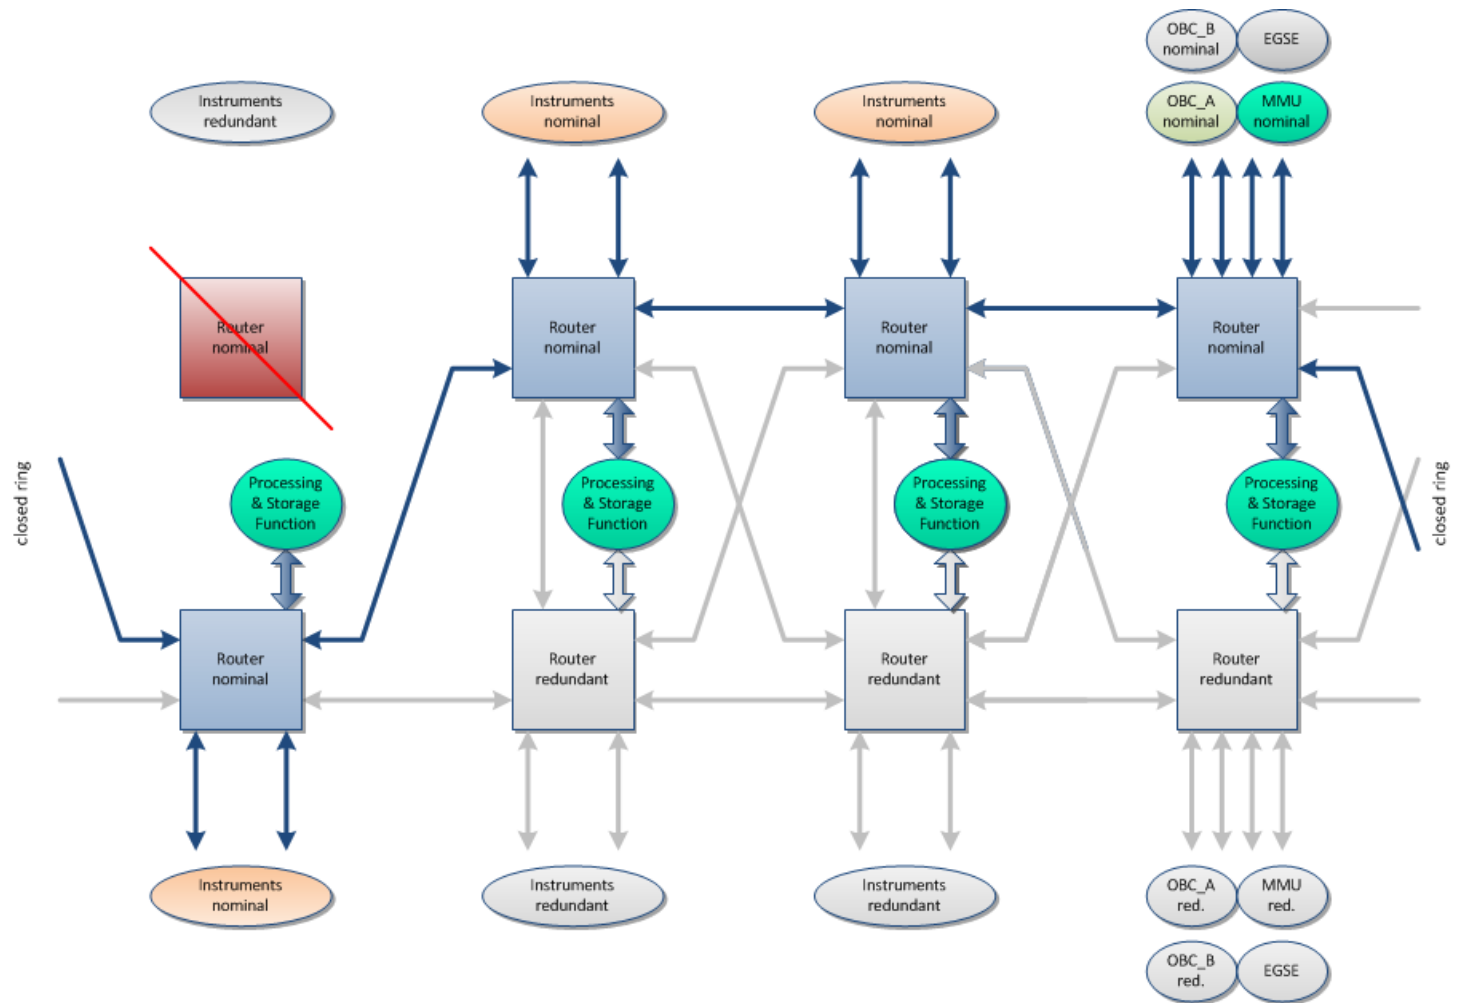 OBC_B
nominal
EGSE
Instruments
redundant
Instruments
nominal
Instruments
nominal
OBC_A
nominal
MMU
nominal
Router
nominal
Router
nominal
Router
nominal
Router
nominal
closed ring
Processing
& Storage
Function
Processing
& Storage
Function
Processing
& Storage
Function
Processing
& Storage
Function
closed ring
Router
nominal
Router
redundant
Router
redundant
Router
redundant
Instruments
nominal
Instruments
redundant
Instruments
redundant
OBC_A
red.
MMU
red.
OBC_B
red.
EGSE